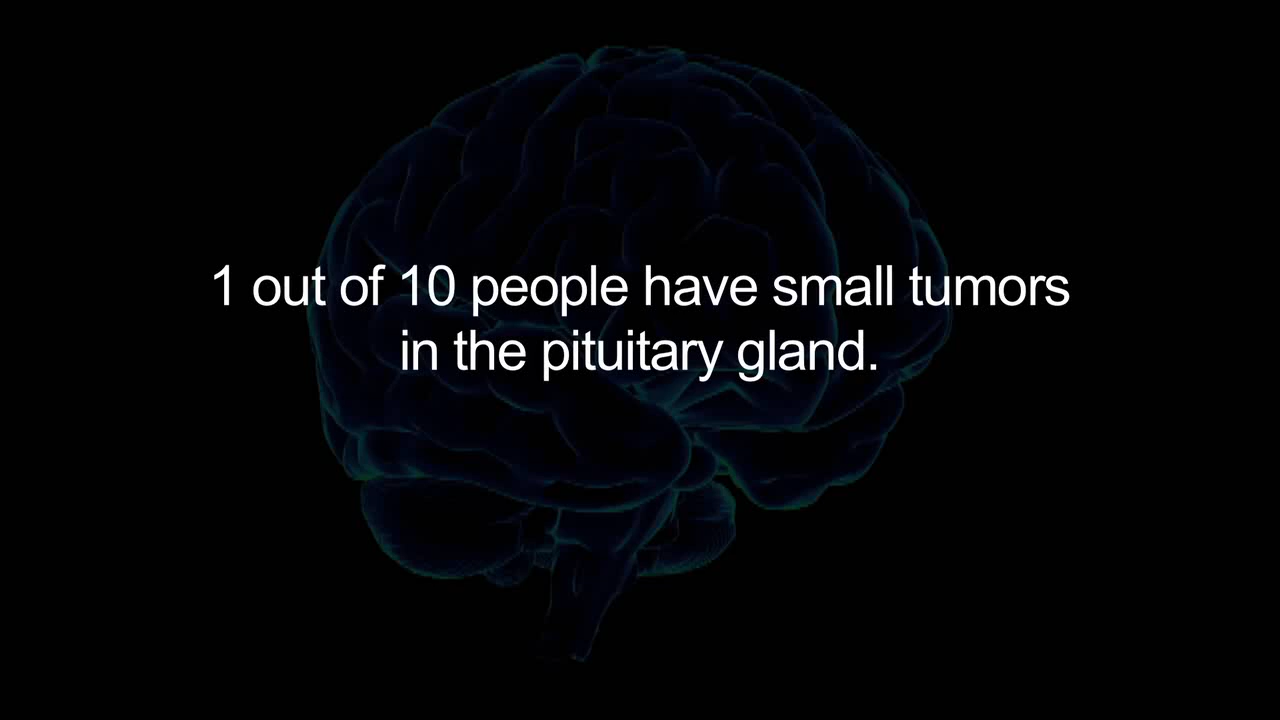 1 out of 10 people have small tumors
in the pituitary gland.